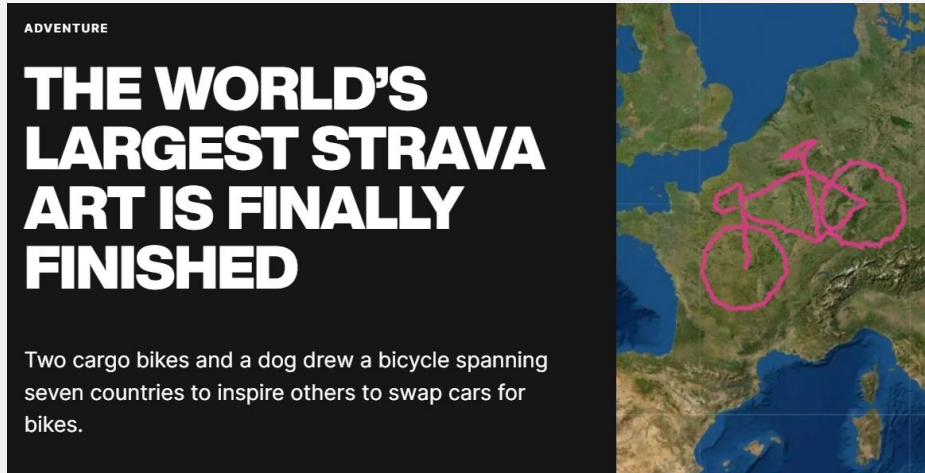 ADVENTURE
THE WORLD’S
LARGEST STRAVA
ART IS FINALLY
FINISHED
Two cargo bikes and a dog drew a bicycle spanning
seven countries to inspire others to swap cars for
bikes.